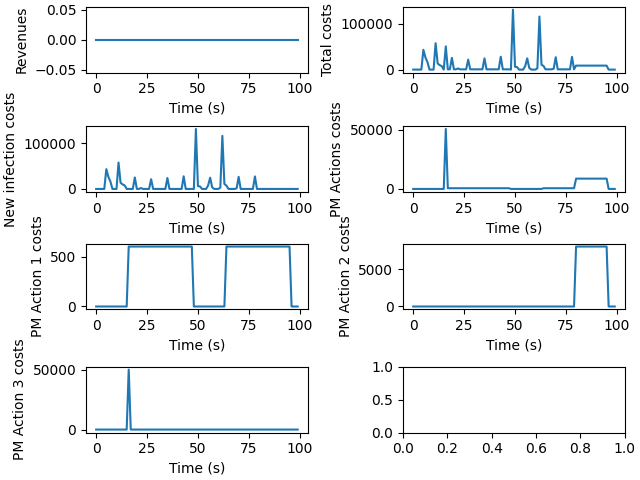 Revenues
0.05
0.00
−0.05
0 25 50 75 100
Time (s)
Total costs
100000
0
0 25 50 75 100
Time (s)
New infection costs
100000
0
0 25 50 75 100
Time (s)
PM Actions costs
50000
0
0 25 50 75 100
Time (s)
PM Action 1 costs
500
0
0 25 50 75 100
Time (s)
PM Action 2 costs
5000
0
0 25 50 75 100
Time (s)
PM Action 3 costs
50000
0
0 25 50 75 100
Time (s)
1.0
0.5
0.0
0.0 0.2 0.4 0.6 0.8 1.0